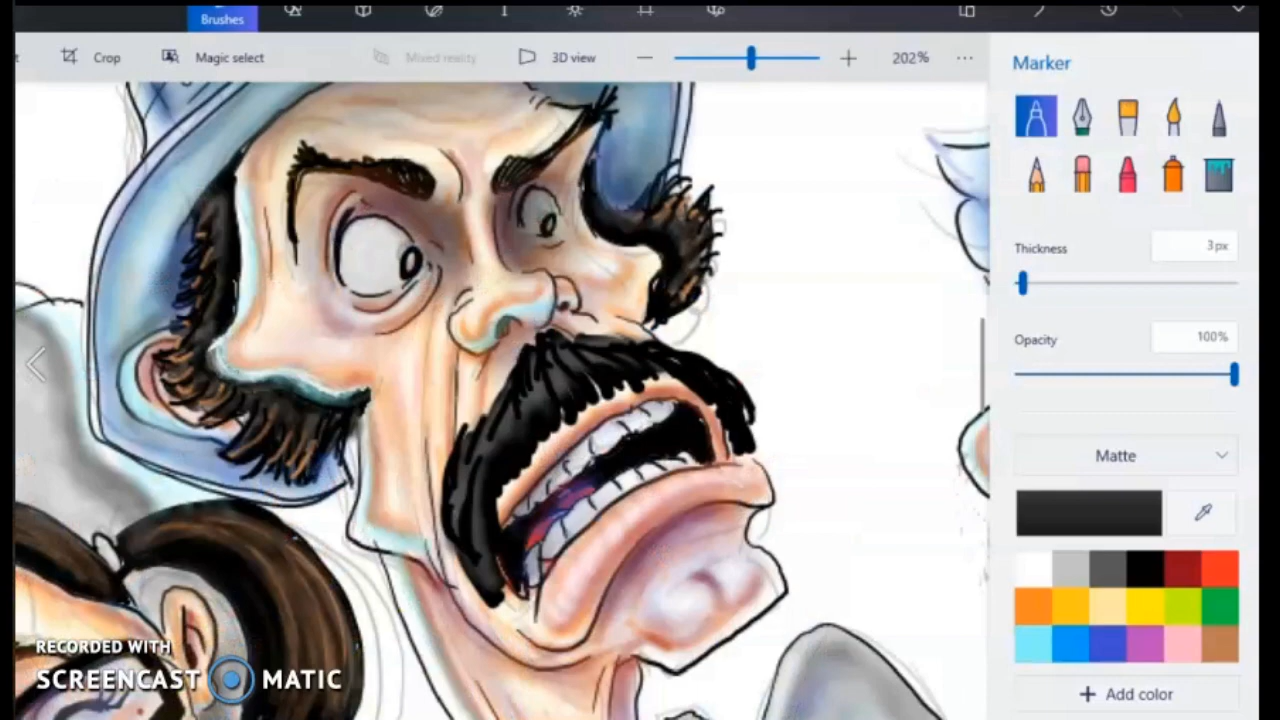 Brushes
Crop
Magic select
Mixed reality
3D view
202%
Marker
Thickness
3px
Opacity
100%
Matte
Add color
RECORDED WITH
SCREENCAST MATIC